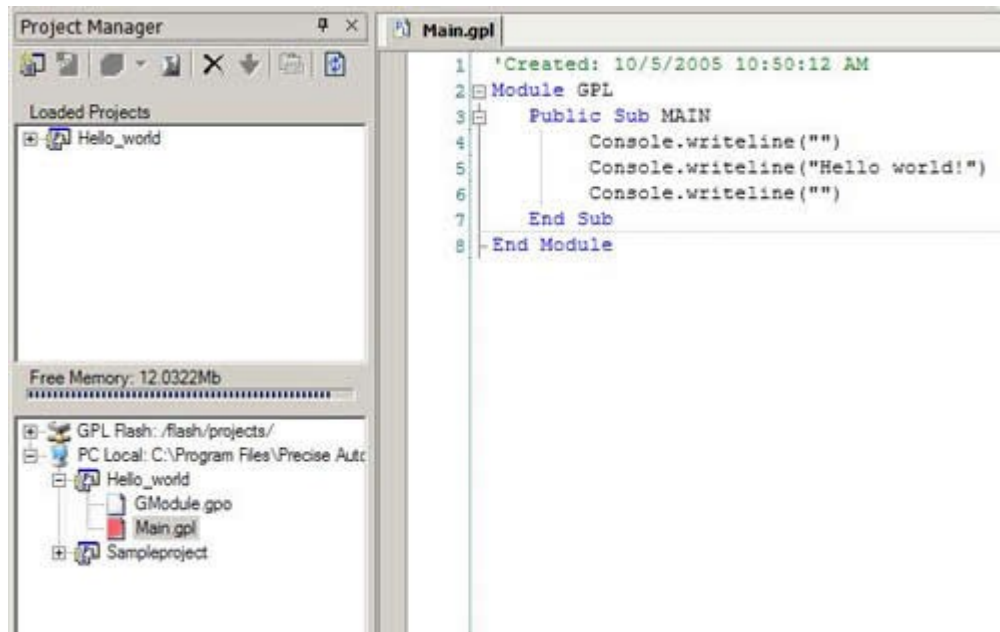 Project Manager
Loaded Projects
Hello_world
Free Memory: 12.0322Mb
GPL Flash: /flash/projects/
PC Local: C:\Program Files\Precise Autc
Hello_world
GModule.gpo
Main.gpl
Sampleproject
Main.gpl
1 'Created: 10/5/2005 10:50:12 AM
2 Module GPL
3 Public Sub MAIN
4 Console.writeline("")
5 Console.writeline("Hello world!")
6 Console.writeline("")
7 End Sub
8 End Module